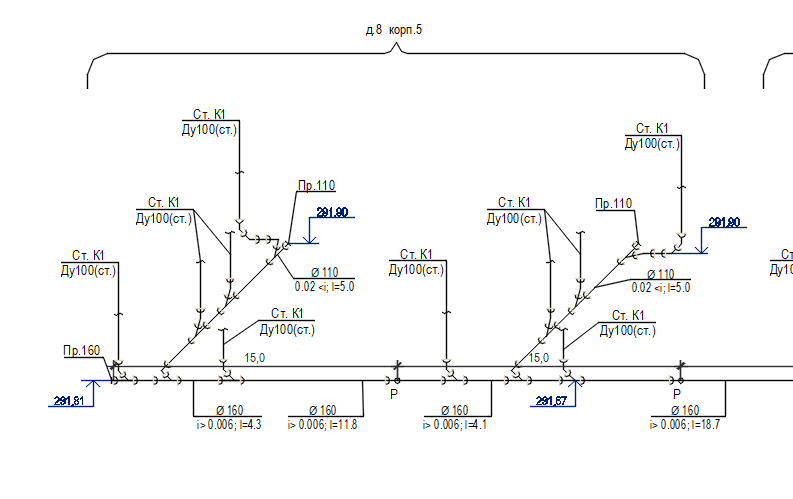 д.8 корп.5
Ст. К1
Ду100(ст.)
Ст. К1
Ду100(ст.)
Пр.110
291,90
Ст. К1
Ду100(ст.)
Ст. К1
Ду100(ст.)
Пр.110
291,90
Ст. К1
Ду100(ст.)
Ст. К1
Ду100(ст.)
Ст.
Ду10
Ø 110
0.02 <i; l=5.0
Ø 110
0.02 <i; l=5.0
Ст. К1
Ду100(ст.)
Ст. К1
Ду100(ст.)
Пр.160
15,0
15,0
291,81
Р
291,67
Р
Ø 160
i> 0.006; l=4.3
Ø 160
i> 0.006; l=11.8
Ø 160
i> 0.006; l=4.1
Ø 160
i> 0.006; l=18.7